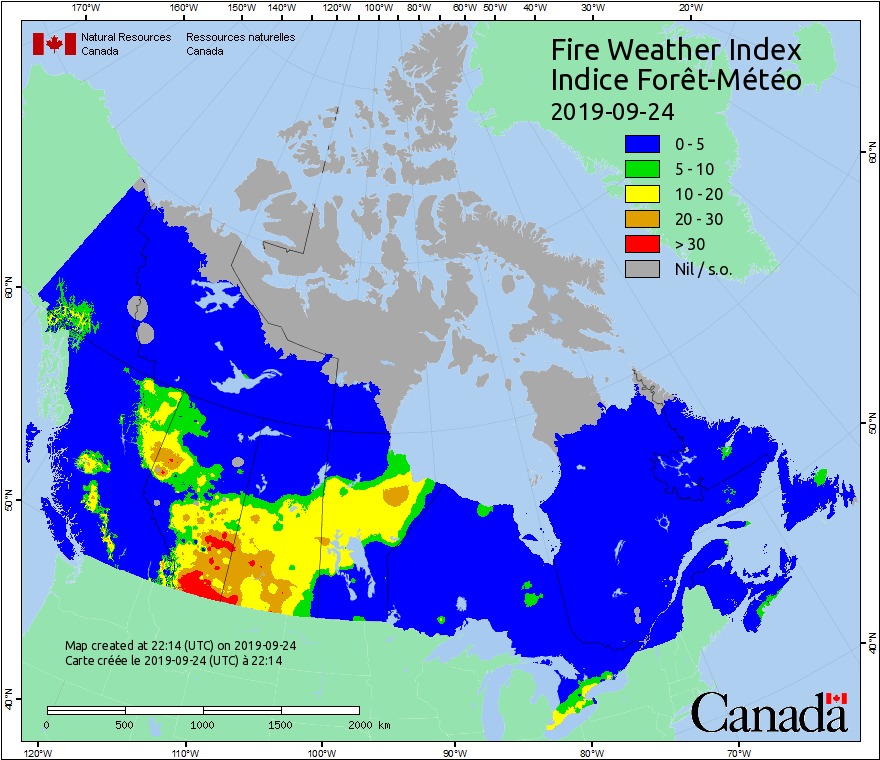 170°W 160°W 150°W 140°W 130°W 120°W 110°W 100°W 90°W 80°W 70°W 60°W 50°W 40°W 30°W 20°W
Natural Resources Ressources naturelles
Canada Canada
Fire Weather Index
Indice Forêt-Météo
2019-09-24
0 - 5
5 - 10
10 - 20
20 - 30
> 30
Nil / s.o.
60°N
60°N
50°N
50°N
40°N
40°N
Map created at 22:14 (UTC) on 2019-09-24
Carte créée le 2019-09-24 (UTC) à 22:14
0 500 1000 1500 2000 km
Canada
120°W 110°W 100°W 90°W 80°W 70°W